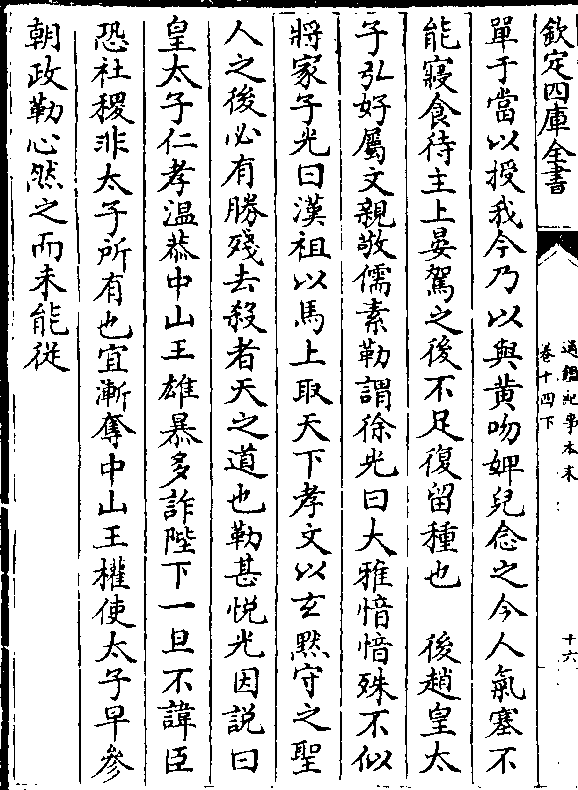 欽定四庫全書
通鑑紀事本末
卷十四下
十六
單于當以授我今乃以與黄吻婢兒念之令人氣塞不
能寢食待主上晏駕之後不足復留種也　後趙皇太
子弘好屬文親敬儒素勒謂徐光曰大雅愔愔殊不似
將家子光曰漢祖以馬上取天下孝文以玄黙守之聖
人之後必有勝殘去殺者天之道也勒甚悦光因説曰
皇太子仁孝温恭中山王雄暴多詐陛下一旦不諱臣
恐社稷非太子所有也宜漸奪中山王權使太子早參
朝政勒心然之而未能從